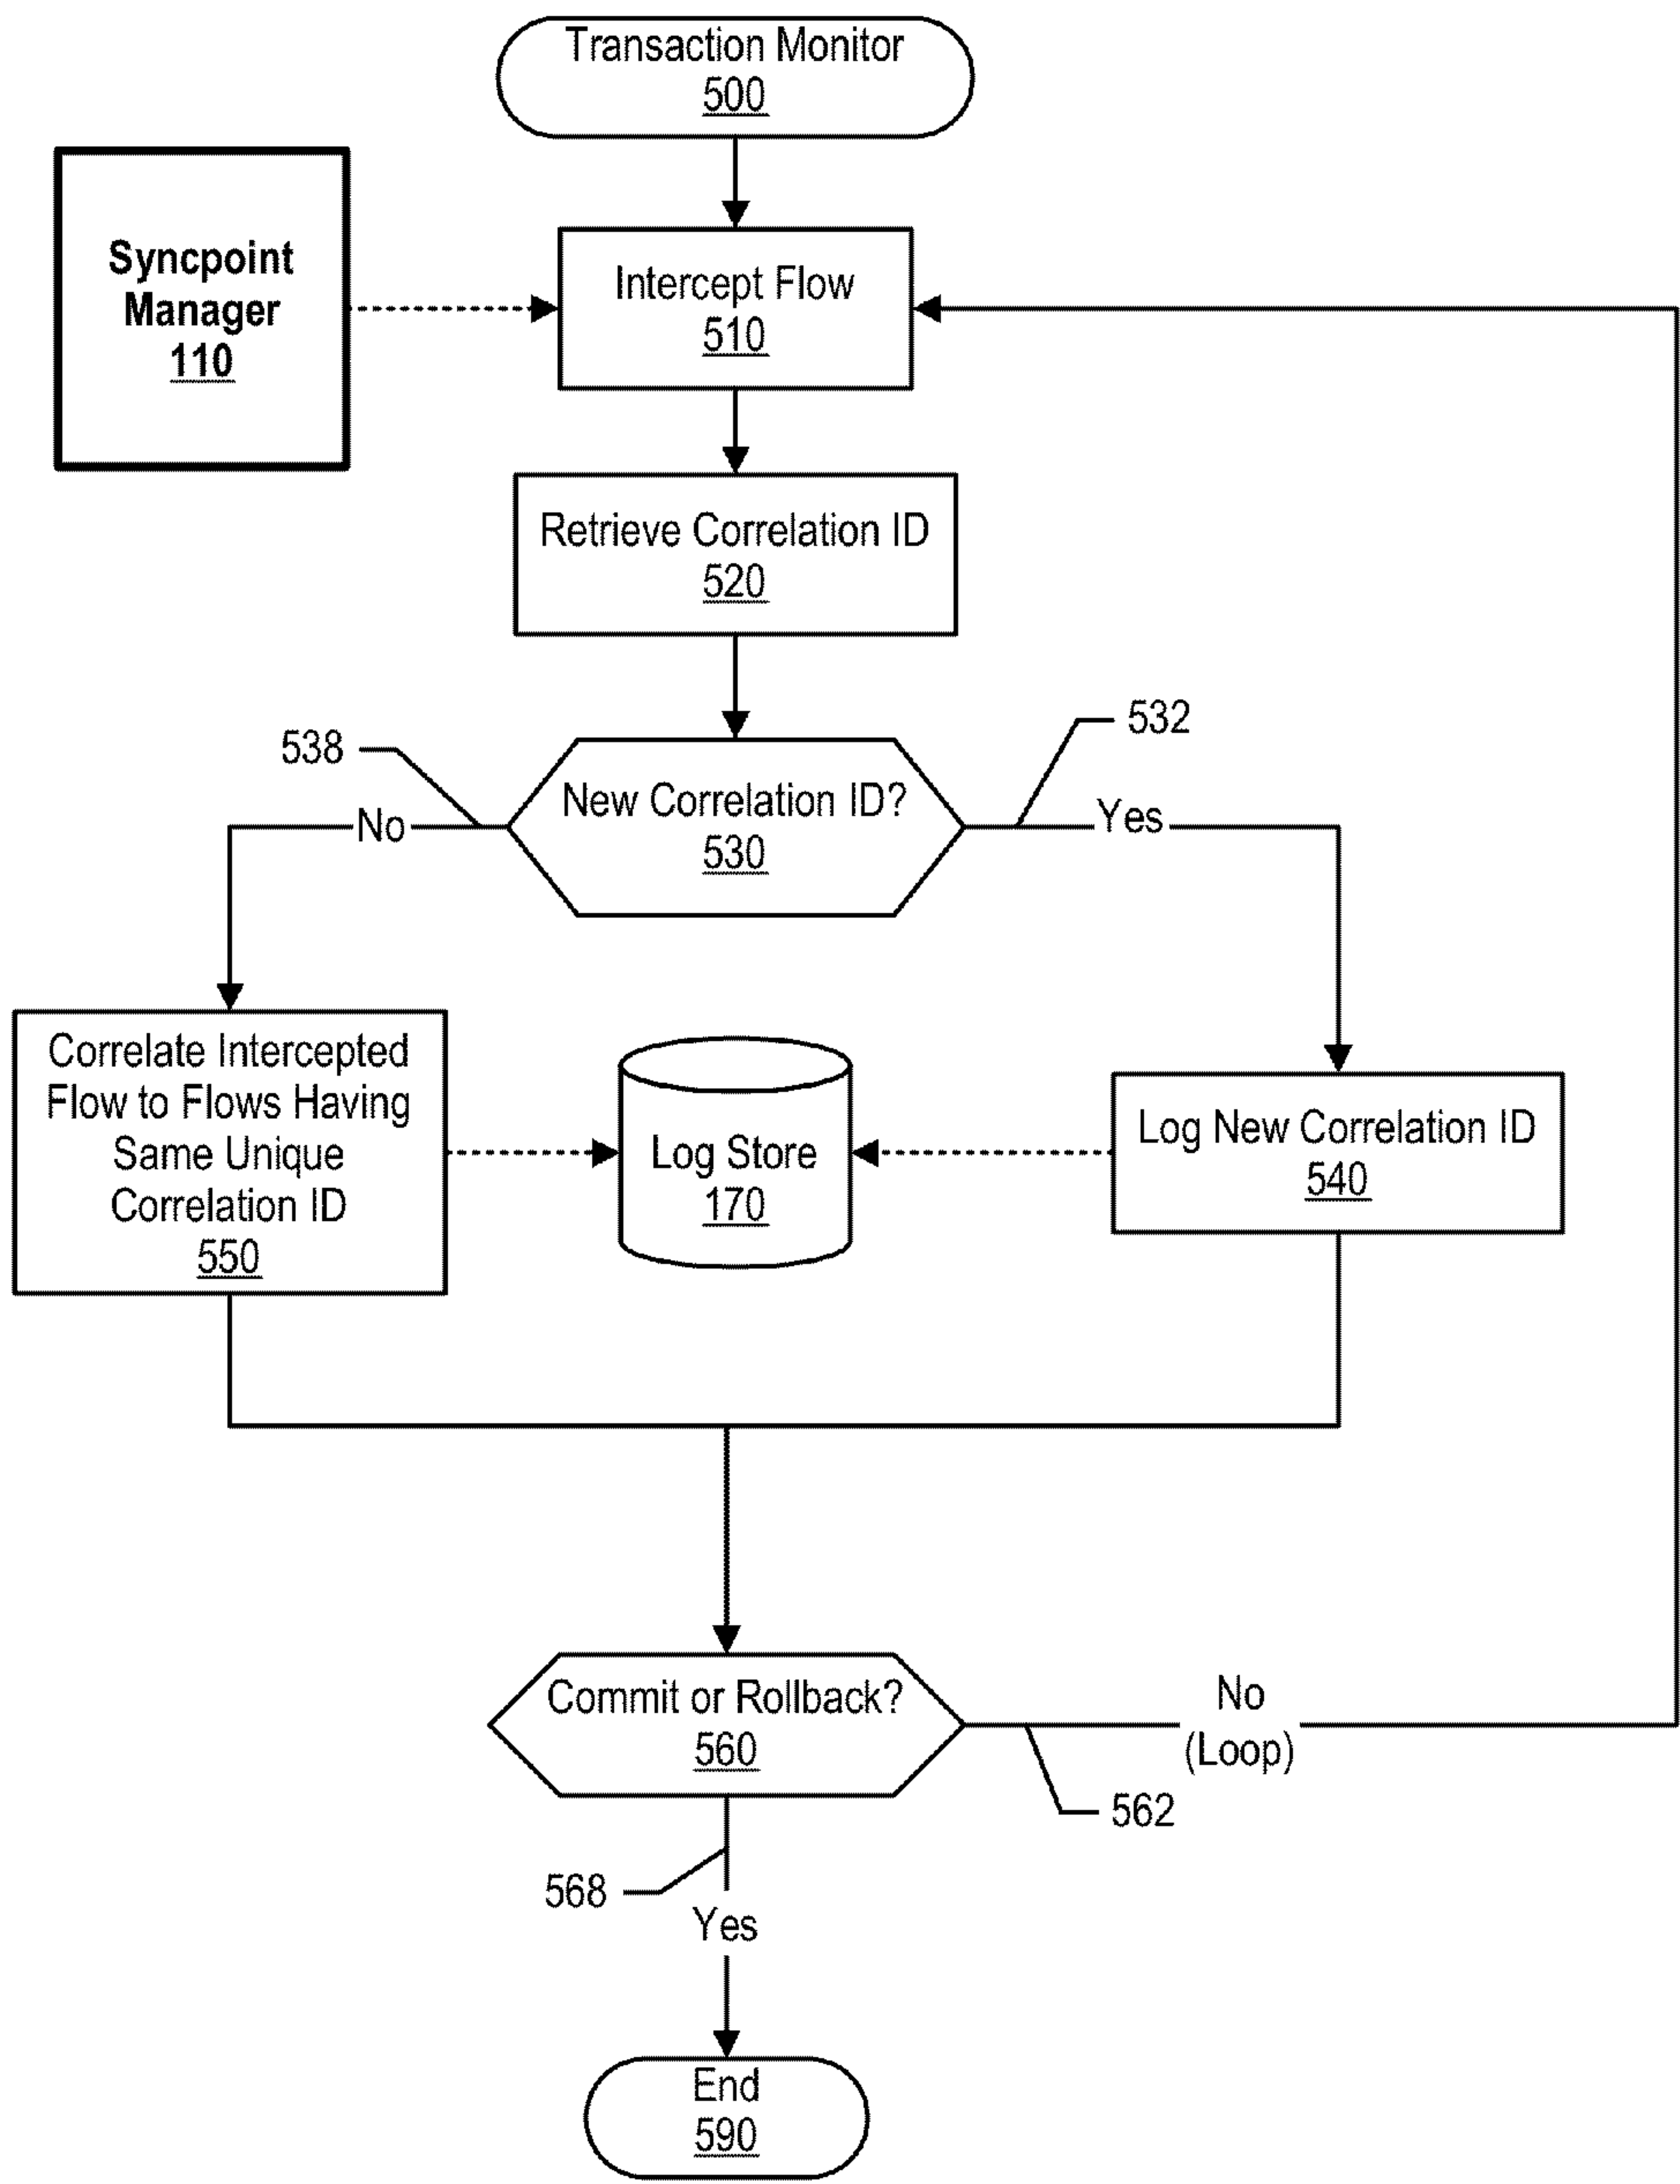 Transaction Monitor
500
Syncpoint
Manager
110
Intercept Flow
510
Retrieve Correlation ID
520
538
532
New Correlation ID?
530
No
Yes
Correlate Intercepted
Flow to Flows Having
Same Unique
Correlation ID
550
Log Store
170
Log New Correlation ID
540
Commit or Rollback?
560
No
(Loop)
562
568
Yes
End
590